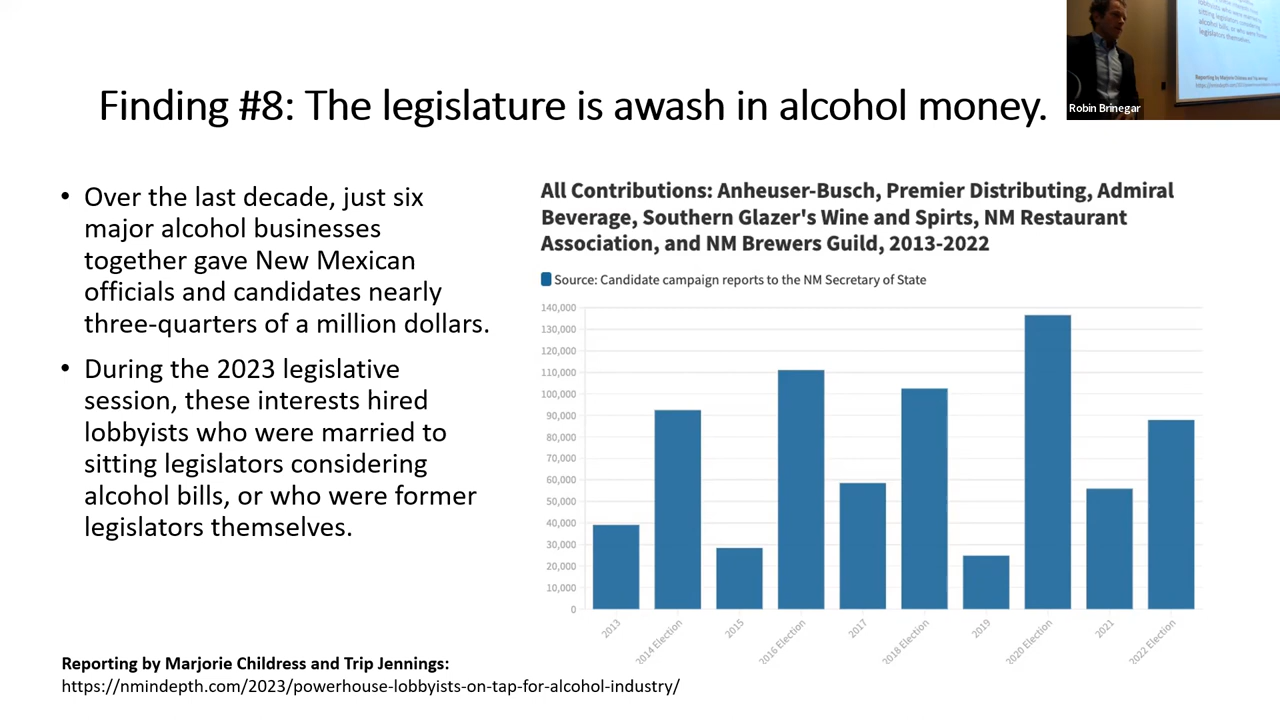 Finding #8: The legislature is awash in alcohol money.
Robin Brinegar
• Over the last decade, just six
major alcohol businesses
together gave New Mexican
officials and candidates nearly
three-quarters of a million dollars.
• During the 2023 legislative
session, these interests hired
lobbyists who were married to
sitting legislators considering
alcohol bills, or who were former
legislators themselves.
All Contributions: Anheuser-Busch, Premier Distributing, Admiral
Beverage, Southern Glazer's Wine and Spirts, NM Restaurant
Association, and NM Brewers Guild, 2013-2022
Source: Candidate campaign reports to the NM Secretary of State
140,000
130,000
120,000
110,000
100,000
90,000
80,000
70,000
60,000
50,000
40,000
30,000
20,000
10,000
0
2013
2014 Election
2015
2016 Election
2017
2018 Election
2019
2020 Election
2021
2022 Election
Reporting by Marjorie Childress and Trip Jennings:
https://nmindepth.com/2023/powerhouse-lobbyists-on-tap-for-alcohol-industry/